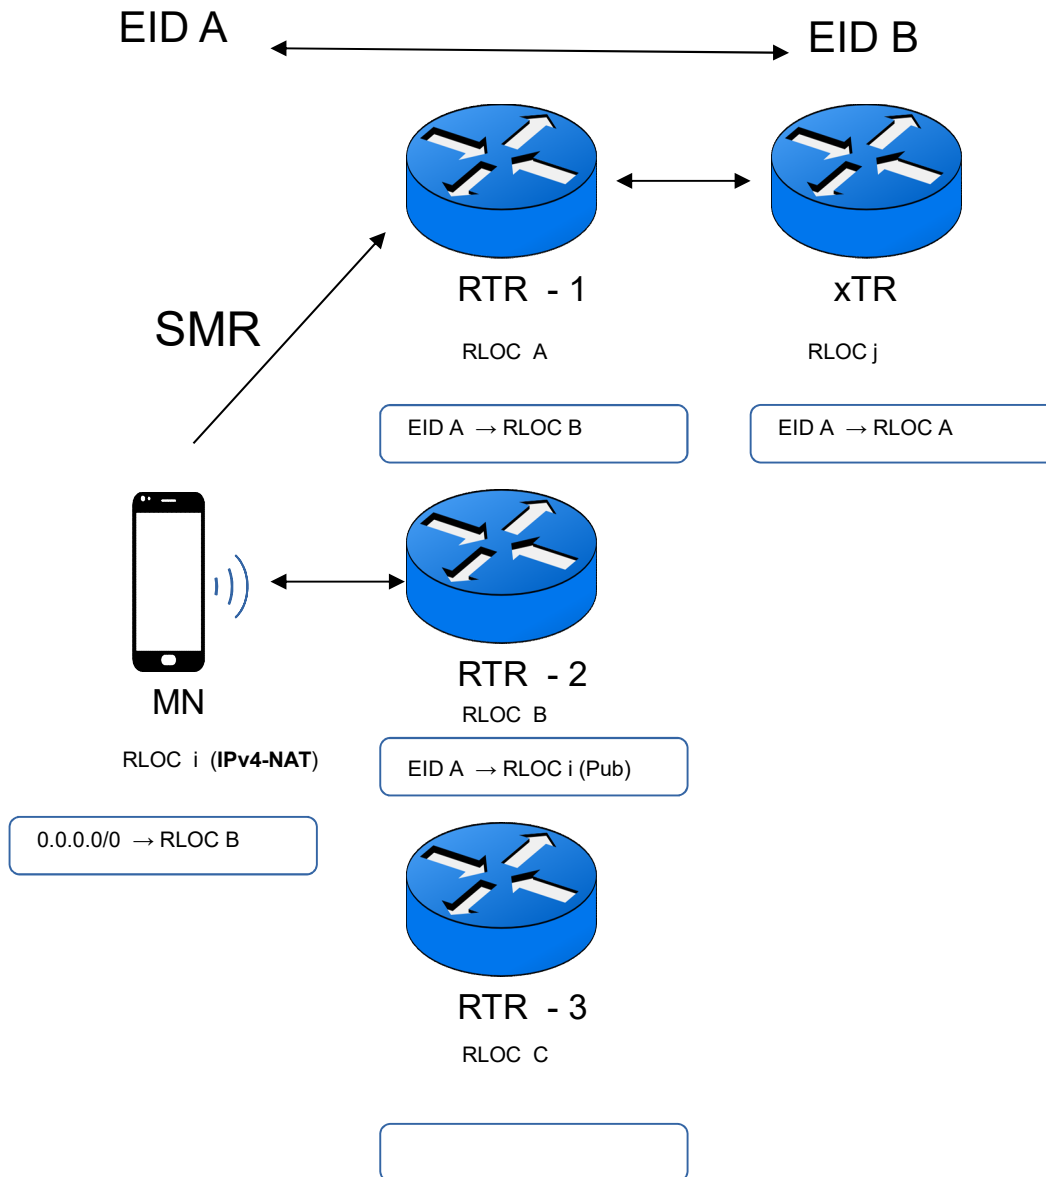 EID A
EID B
RTR - 1
xTR
SMR
RLOC A
RLOC j
EID A → RLOC B
EID A → RLOC A
RTR - 2
MN
RLOC B
RLOC i (IPv4-NAT)
EID A → RLOC i (Pub)
0.0.0.0/0 → RLOC B
RTR - 3
RLOC C